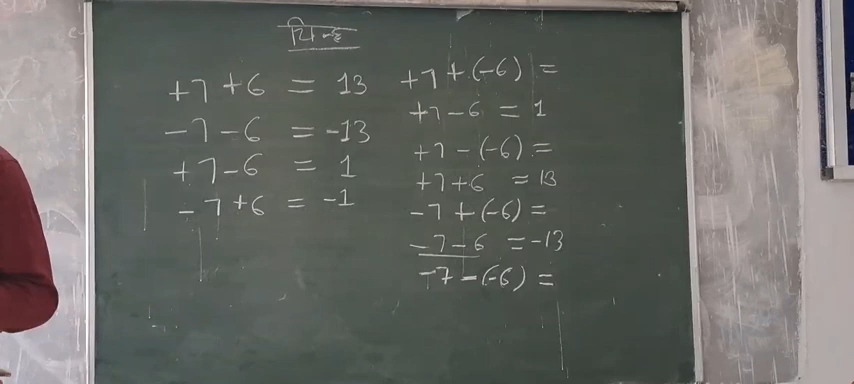 चिन्ह
+7 +6 = 13
-7 -6 = -13
+7 -6 = 1
-7 +6 = -1
+7 + (-6) =
+7 -6 = 1
+7 - (-6) =
+7 +6 = 13
-7 + (-6) =
-7 -6 = -13
-7 - (-6) =